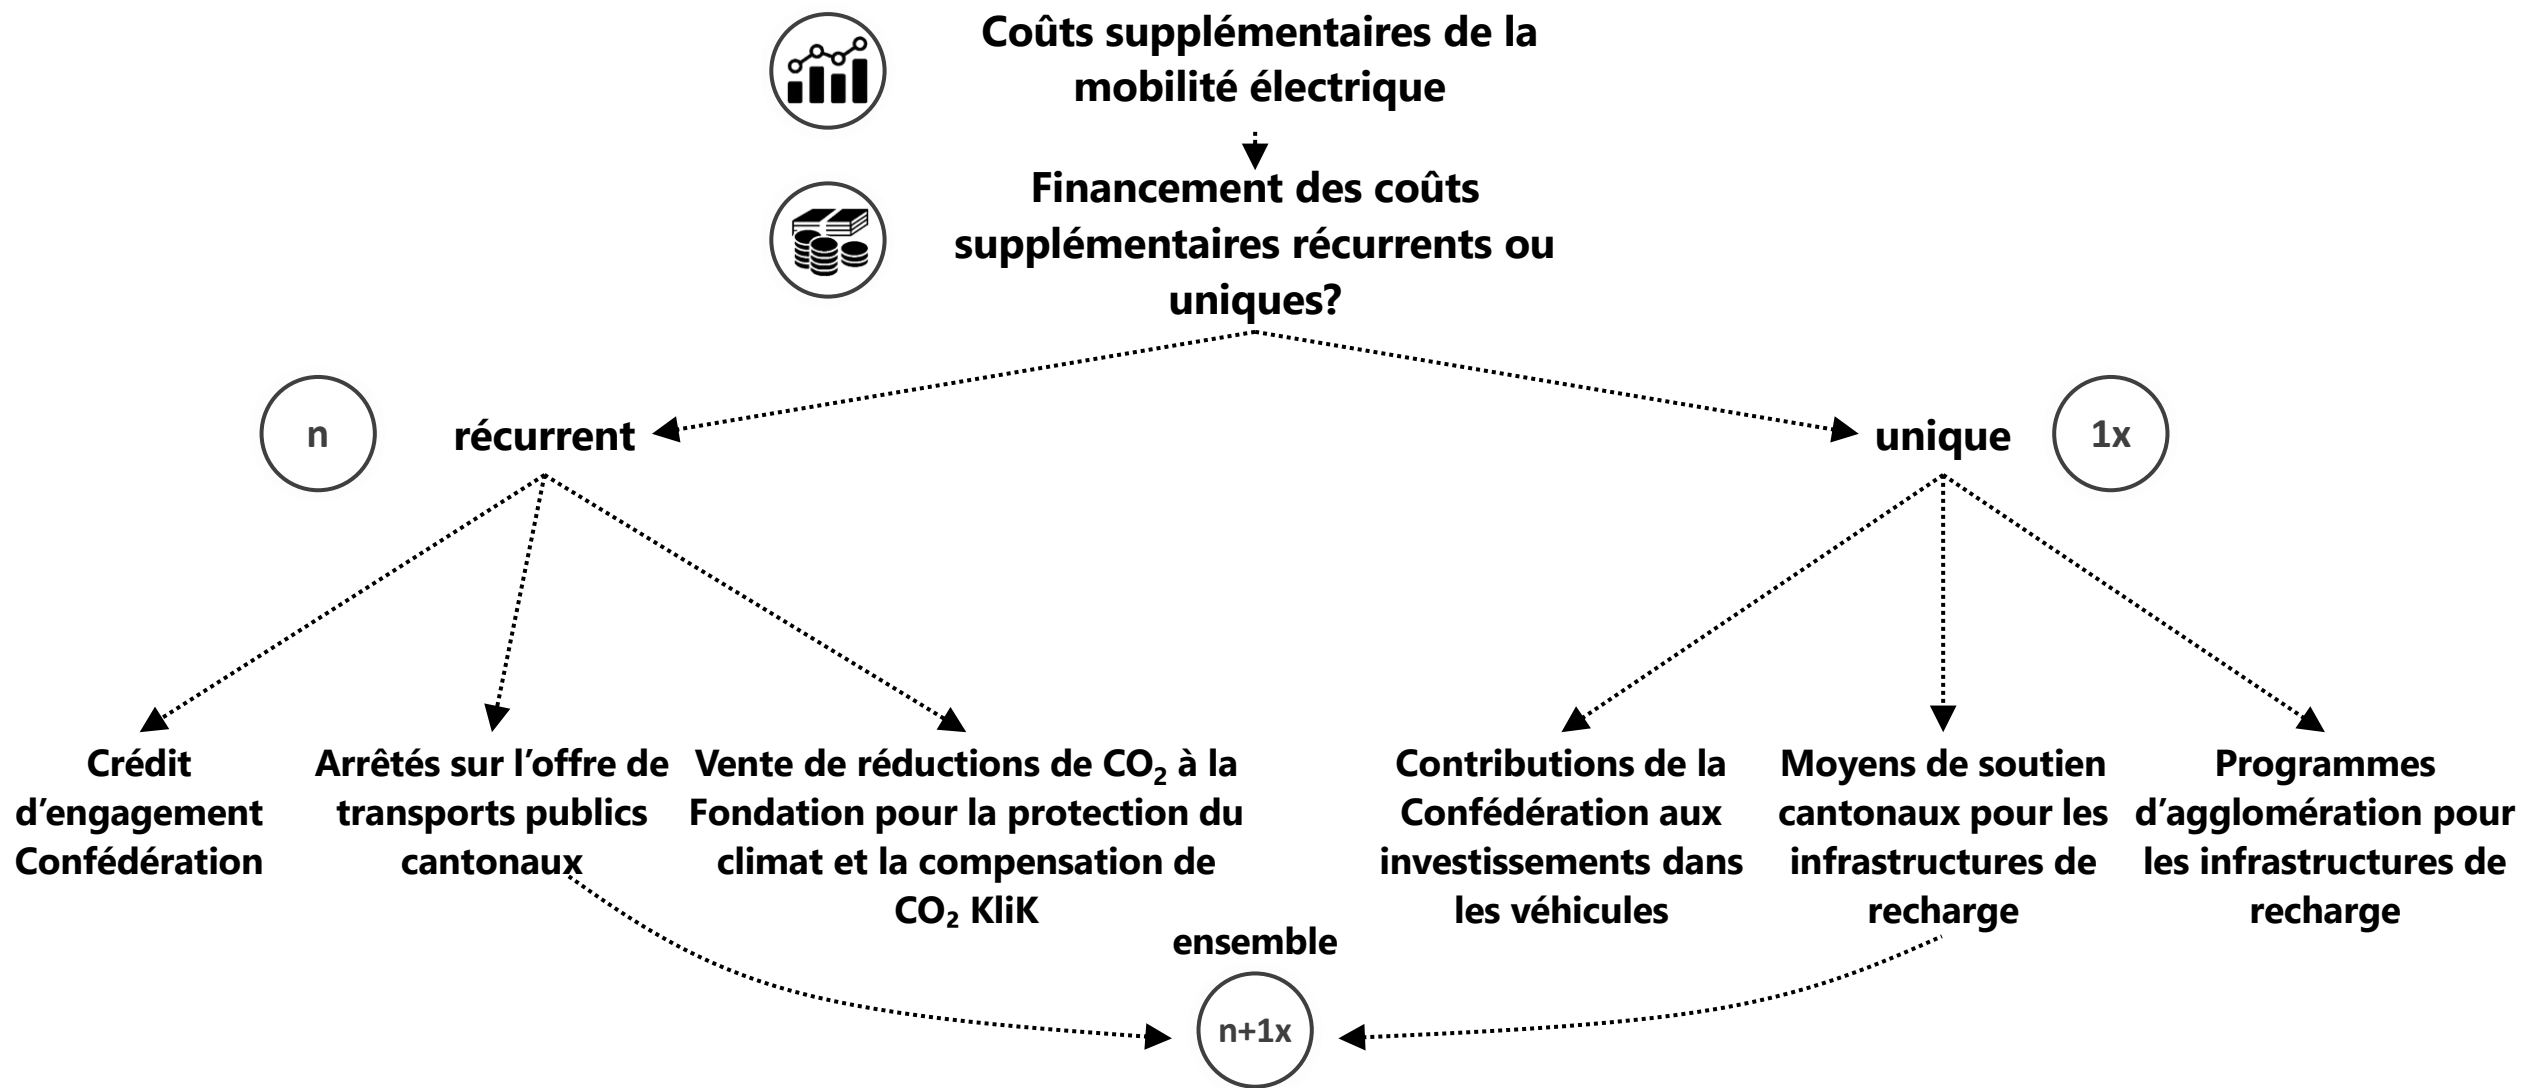 Coûts supplémentaires de la
mobilité électrique
Financement des coûts
supplémentaires récurrents ou
uniques?
n
récurrent
unique
1x
Crédit
d’engagement
Confédération
Arrêtés sur l’offre de
transports publics
cantonaux
Vente de réductions de CO₂ à la
Fondation pour la protection du
climat et la compensation de
CO₂ KliK
Contributions de la
Confédération aux
investissements dans
les véhicules
Moyens de soutien
cantonaux pour les
infrastructures de
recharge
Programmes
d’agglomération pour
les infrastructures de
recharge
ensemble
n+1x